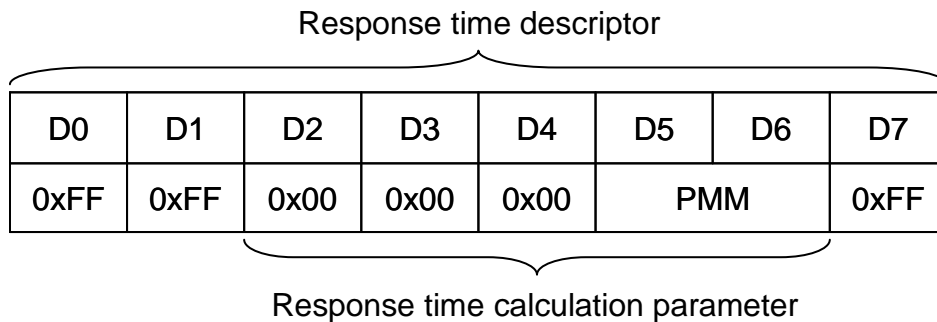 Response time descriptor
D0 D1 D2 D3 D4 D5 D6 D7
0xFF 0xFF 0x00 0x00 0x00 PMM 0xFF
Response time calculation parameter